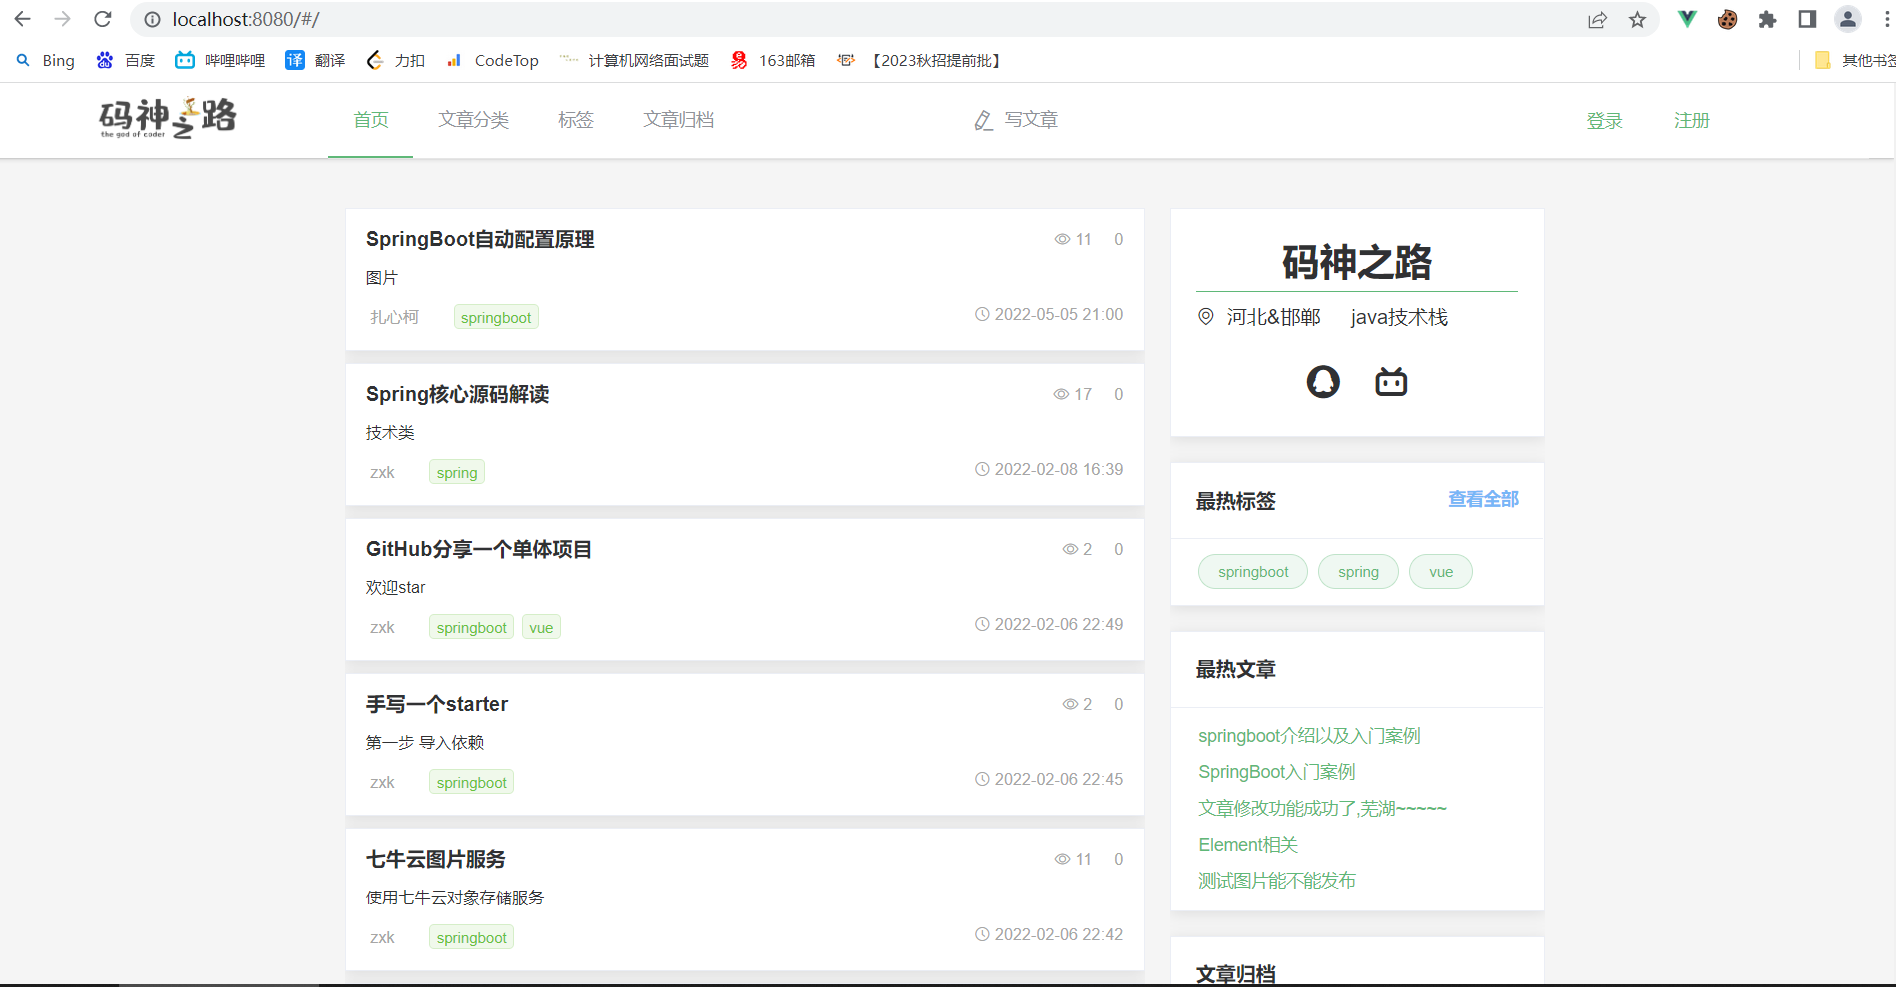 localhost:8080/#/
Bing 百度 哔哩哔哩 翻译 力扣 CodeTop 计算机网络面试题 163邮箱 【2023秋招提前批】 其他书签
码神之路 首页 文章分类 标签 文章归档 写文章 登录 注册
the god of coder
SpringBoot自动配置原理 11 0
图片
扎心柯 springboot 2022-05-05 21:00
Spring核心源码解读 17 0
技术类
zxk spring 2022-02-08 16:39
GitHub分享一个单体项目 2 0
欢迎star
zxk springboot vue 2022-02-06 22:49
手写一个starter 2 0
第一步 导入依赖
zxk springboot 2022-02-06 22:45
七牛云图片服务 11 0
使用七牛云对象存储服务
zxk springboot 2022-02-06 22:42
码神之路
河北&邯郸 java技术栈
最热标签 查看全部
springboot spring vue
最热文章
springboot介绍以及入门案例
SpringBoot入门案例
文章修改功能成功了,芜湖~~~~~
Element相关
测试图片能不能发布
文章归档